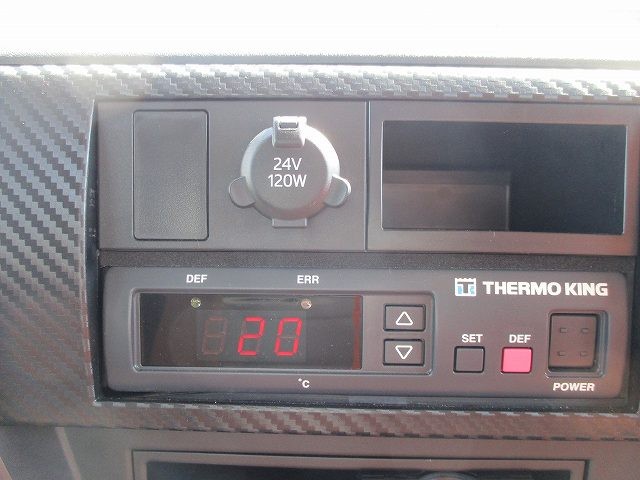 24V
120W
DEF ERR
THERMO KING
20
SET DEF
°C
POWER